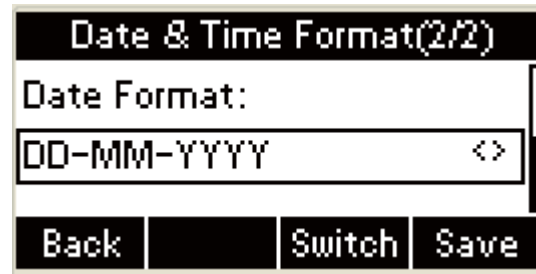 Date & Time Format(2/2)
Date Format:
DD-MM-YYYY <>
Back Switch Save